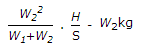 W₂²/(W₁+W₂) · H/S - W₂kg